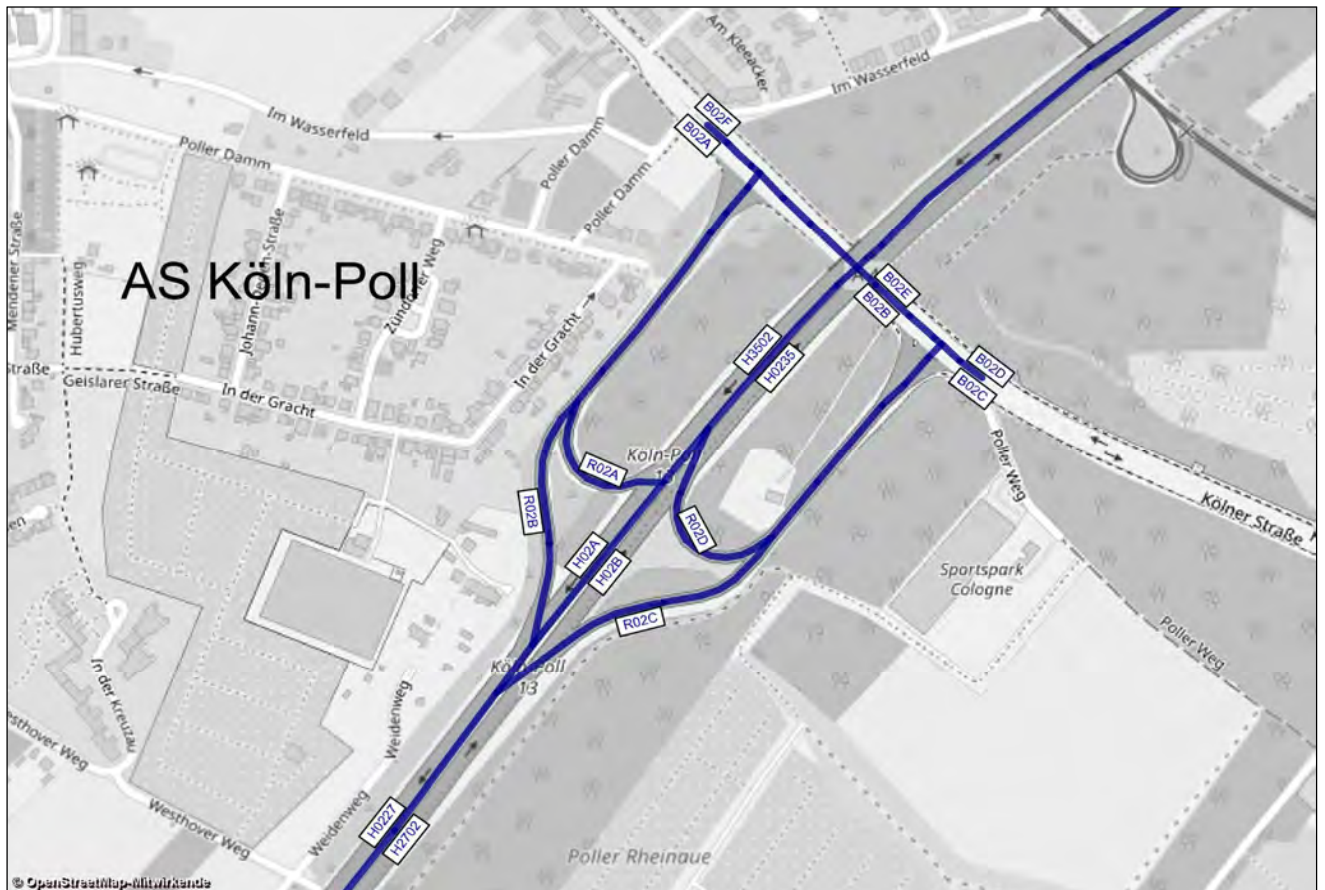 Am Kleeacker
Im Wasserfeld
Im Wasserfeld
B02F
B02A
Poller Damm
Poller Damm
Poller Damm
Mendener Straße
Hubertusweg
AS Köln-Poll
Zündorfer Weg
In der Gracht
B02E
B02B
H3502
H0235
B02D
B02C
straße
Geislarer Straße
In der Gracht
Köln-Poll
R02A
R02B
R02D
Poller Weg
Kölner Straße
H02A
H02B
Sportspark
Cologne
R02C
Poller Weg
Köln-Poll
13
In der Kreuzau
Weidenweg
Westhover Weg
H0227
H2702
Weidenweg
Poller Rheinaue
© OpenStreetMap-Mitwirkende